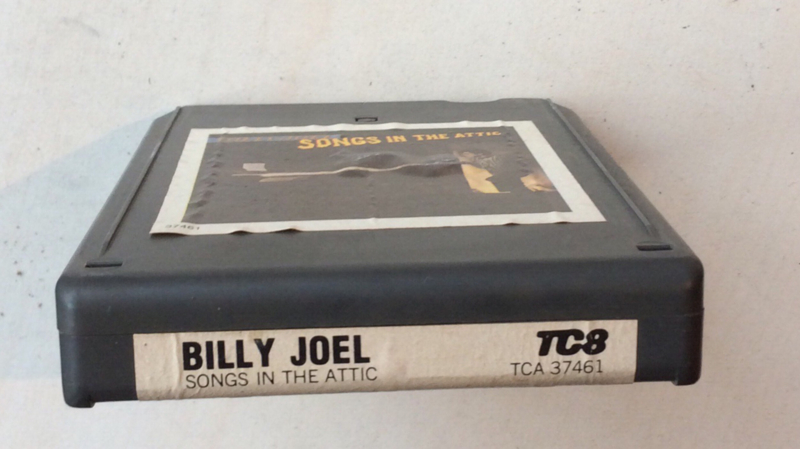 SONGS IN THE ATTIC
37461
BILLY JOEL
TC8
SONGS IN THE ATTIC
TCA 37461